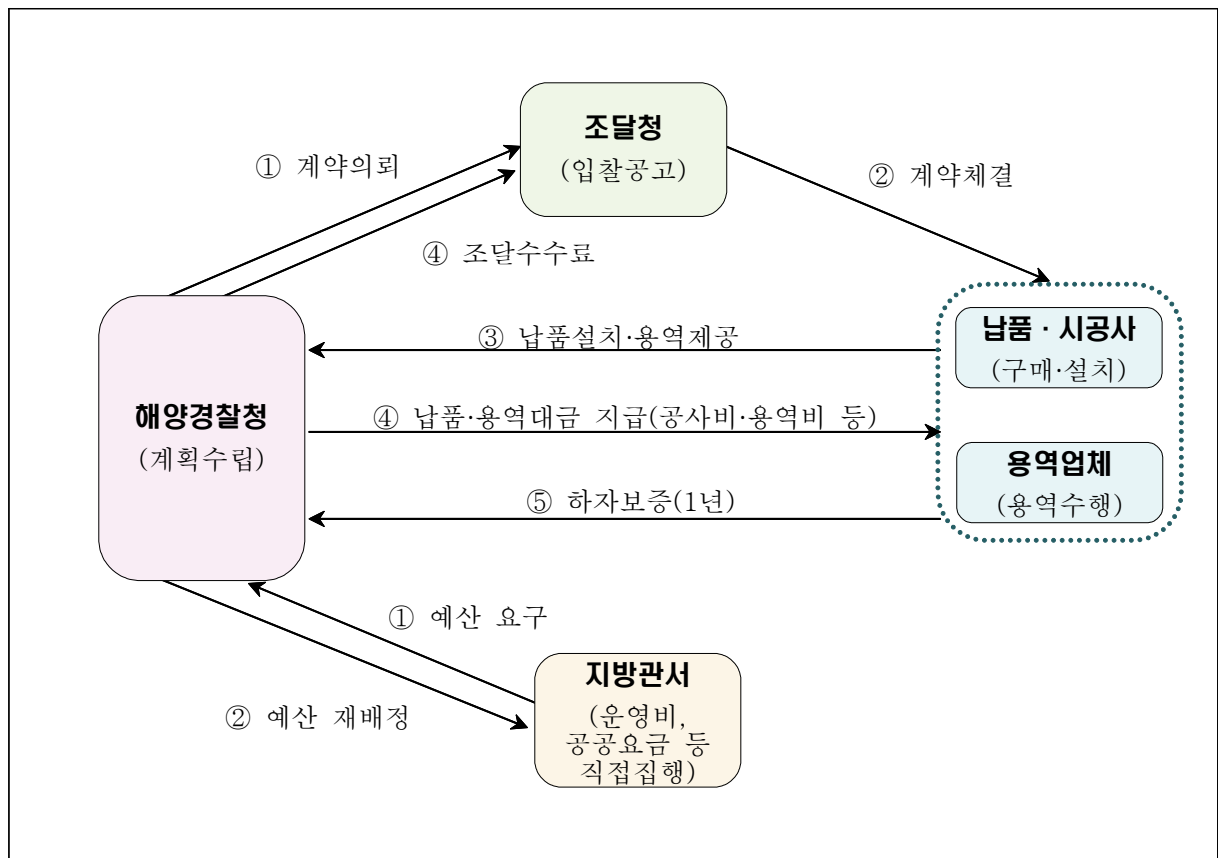 조달청
(입찰공고)
① 계약의뢰
② 계약체결
④ 조달수수료
납품 · 시공사
(구매·설치)
③ 납품설치·용역제공
해양경찰청
(계획수립)
④ 납품·용역대금 지급(공사비·용역비 등)
용역업체
(용역수행)
⑤ 하자보증(1년)
① 예산 요구
지방관서
(운영비,
공공요금 등
직접집행)
② 예산 재배정